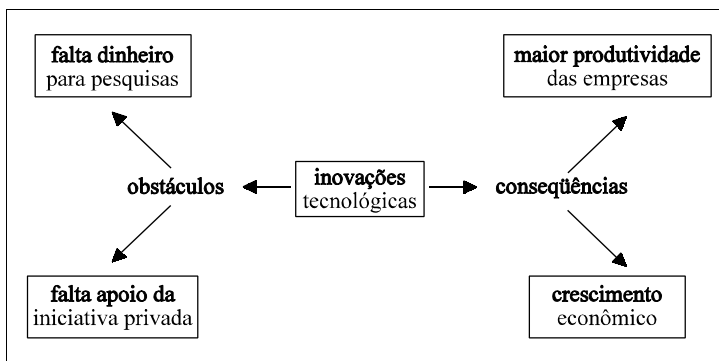 falta dinheiro
para pesquisas
maior produtividade
das empresas
obstáculos
inovações
tecnológicas
conseqüências
falta apoio da
iniciativa privada
crescimento
econômico